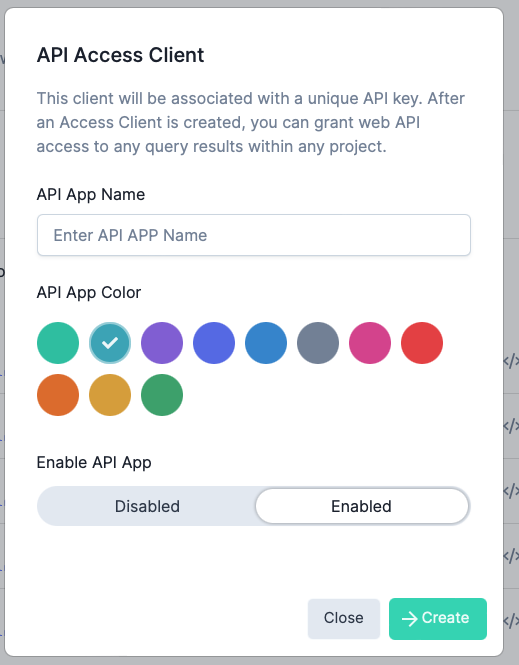 API Access Client
This client will be associated with a unique API key. After
an Access Client is created, you can grant web API
access to any query results within any project.
API App Name
Enter API APP Name
API App Color
Enable API App
Disabled
Enabled
Close
Create